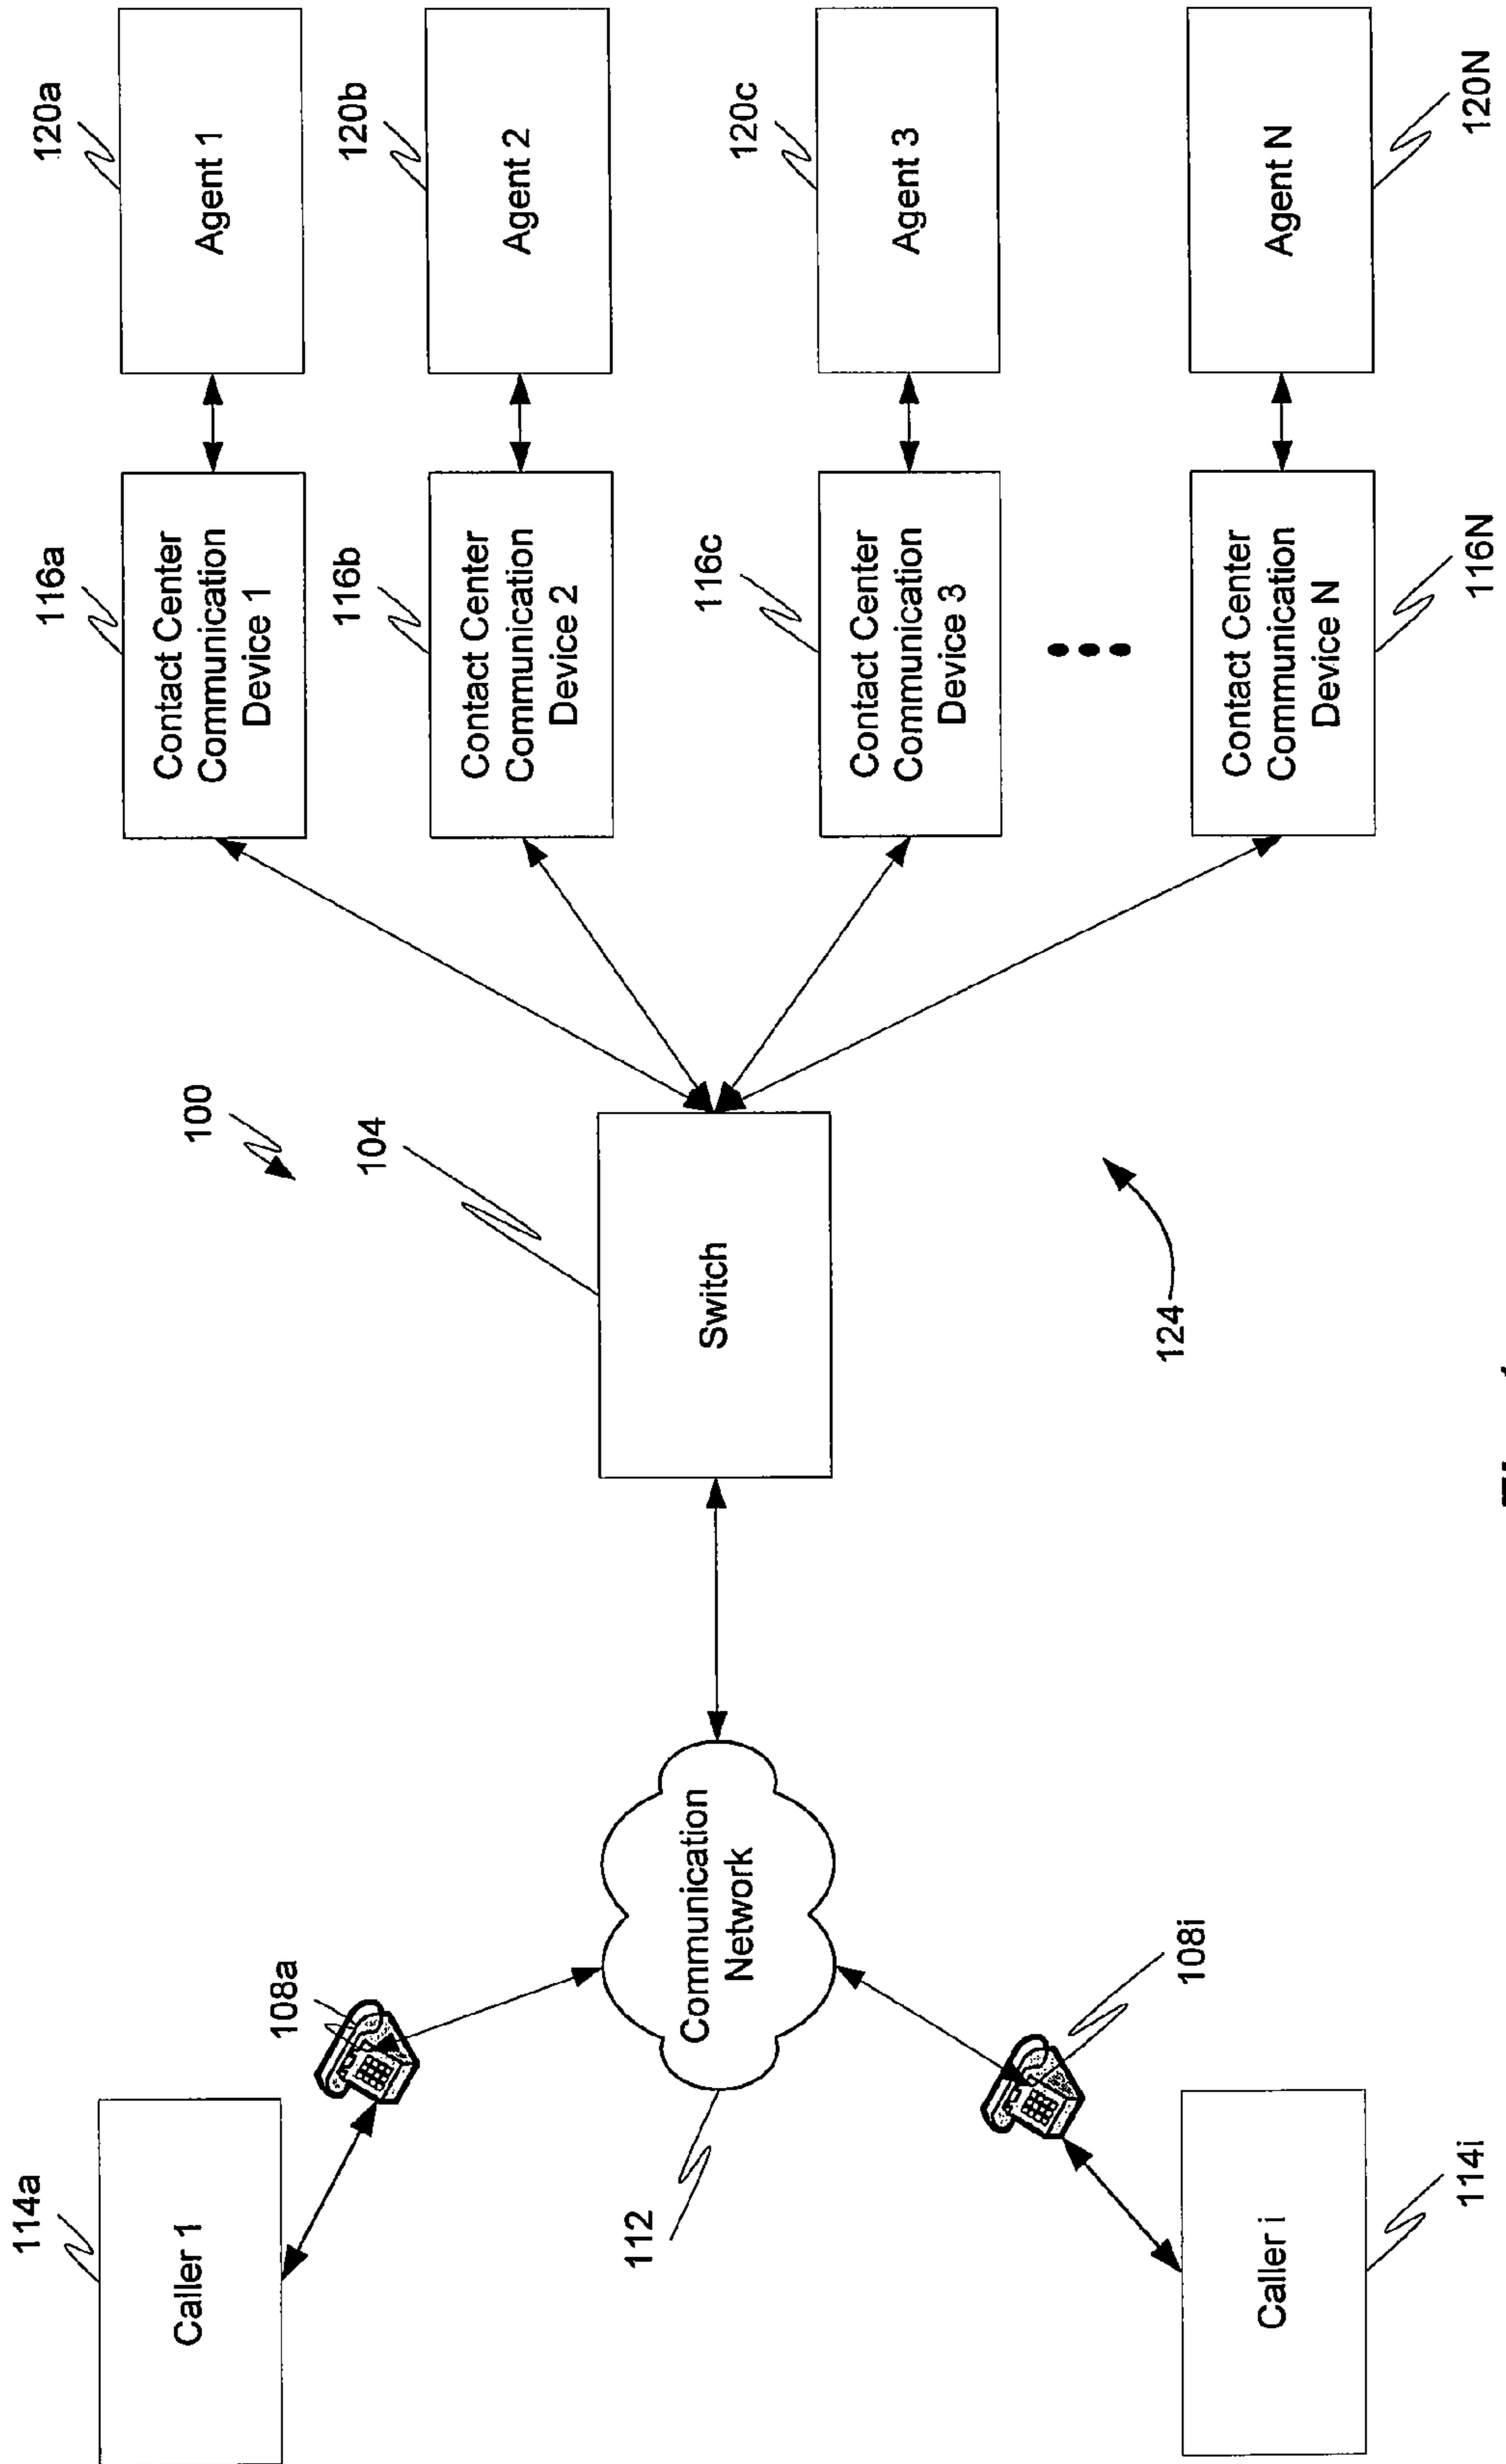 114a
Caller 1
108a
100
104
116a
Contact Center
Communication
Device 1
120a
Agent 1
116b
Contact Center
Communication
Device 2
120b
Agent 2
112
Communication
Network
Switch
116c
Contact Center
Communication
Device 3
120c
Agent 3
108i
124
Caller i
114i
Contact Center
Communication
Device N
116N
Agent N
120N